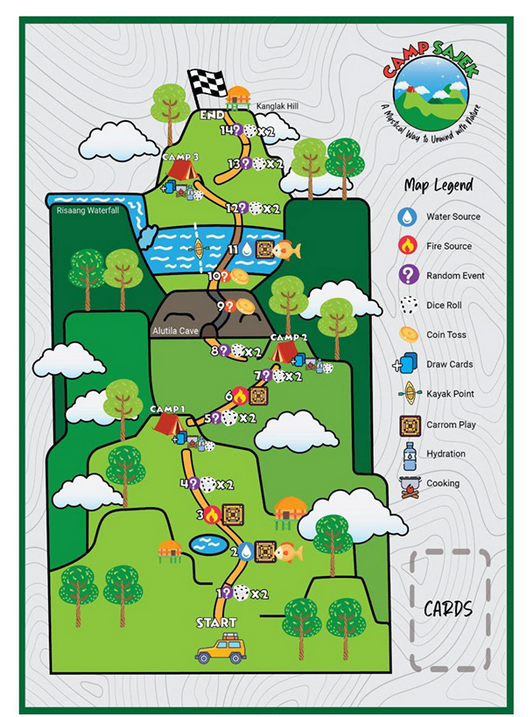 CAMP SAJEK
A Mystical Way to Unwind with Nature
END
Kanglak Hill
14? x2
CAMP 3
13? x2
Risaang Waterfall
12? x2
11
10?
9?
Alutila Cave
8? x2
CAMP 2
7? x2
6
CAMP 1
5? x2
4? x2
3
2
1? x2
START
Map Legend
Water Source
Fire Source
? Random Event
Dice Roll
Coin Toss
+ Draw Cards
Kayak Point
Carrom Play
Hydration
Cooking
CARDS